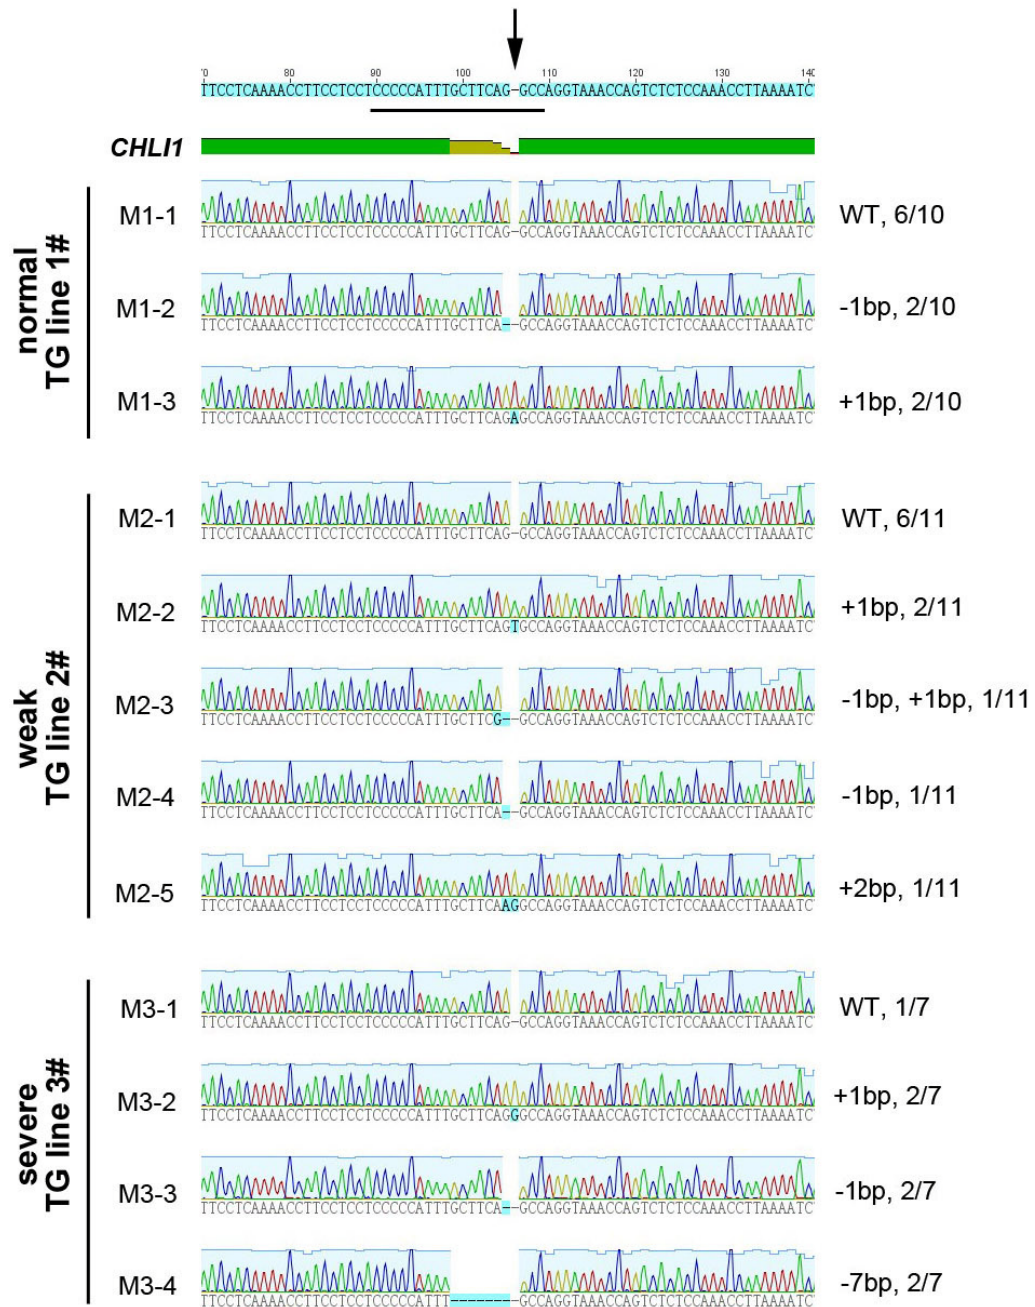 80 90 100 110 120 130
TTCCTCAAAACCTTCCTCCTCCCCCATTTGCTTCAG-GCCAGGTAAACCAGTCTCTCCAAACCTTAAAATC
CHLI1
normal
TG line 1#
M1-1
TTCCTCAAAACCTTCCTCCTCCCCCATTTGCTTCAG-GCCAGGTAAACCAGTCTCTCCAAACCTTAAAATC
WT, 6/10
M1-2
TTCCTCAAAACCTTCCTCCTCCCCCATTTGCTTCA--GCCAGGTAAACCAGTCTCTCCAAACCTTAAAATC
-1bp, 2/10
M1-3
TTCCTCAAAACCTTCCTCCTCCCCCATTTGCTTCAGAGCCAGGTAAACCAGTCTCTCCAAACCTTAAAATC
+1bp, 2/10
weak
TG line 2#
M2-1
TTCCTCAAAACCTTCCTCCTCCCCCATTTGCTTCAG-GCCAGGTAAACCAGTCTCTCCAAACCTTAAAATC
WT, 6/11
M2-2
TTCCTCAAAACCTTCCTCCTCCCCCATTTGCTTCAGTGCCAGGTAAACCAGTCTCTCCAAACCTTAAAATC
+1bp, 2/11
M2-3
TTCCTCAAAACCTTCCTCCTCCCCCATTTGCTTCG--GCCAGGTAAACCAGTCTCTCCAAACCTTAAAATC
-1bp, +1bp, 1/11
M2-4
TTCCTCAAAACCTTCCTCCTCCCCCATTTGCTTCA--GCCAGGTAAACCAGTCTCTCCAAACCTTAAAATC
-1bp, 1/11
M2-5
TTCCTCAAAACCTTCCTCCTCCCCCATTTGCTTCAAGGCCAGGTAAACCAGTCTCTCCAAACCTTAAAATC
+2bp, 1/11
severe
TG line 3#
M3-1
TTCCTCAAAACCTTCCTCCTCCCCCATTTGCTTCAG-GCCAGGTAAACCAGTCTCTCCAAACCTTAAAATC
WT, 1/7
M3-2
TTCCTCAAAACCTTCCTCCTCCCCCATTTGCTTCAGGGCCAGGTAAACCAGTCTCTCCAAACCTTAAAATC
+1bp, 2/7
M3-3
TTCCTCAAAACCTTCCTCCTCCCCCATTTGCTTCA--GCCAGGTAAACCAGTCTCTCCAAACCTTAAAATC
-1bp, 2/7
M3-4
TTCCTCAAAACCTTCCTCCTCCCCCATTT--------GCCAGGTAAACCAGTCTCTCCAAACCTTAAAATC
-7bp, 2/7